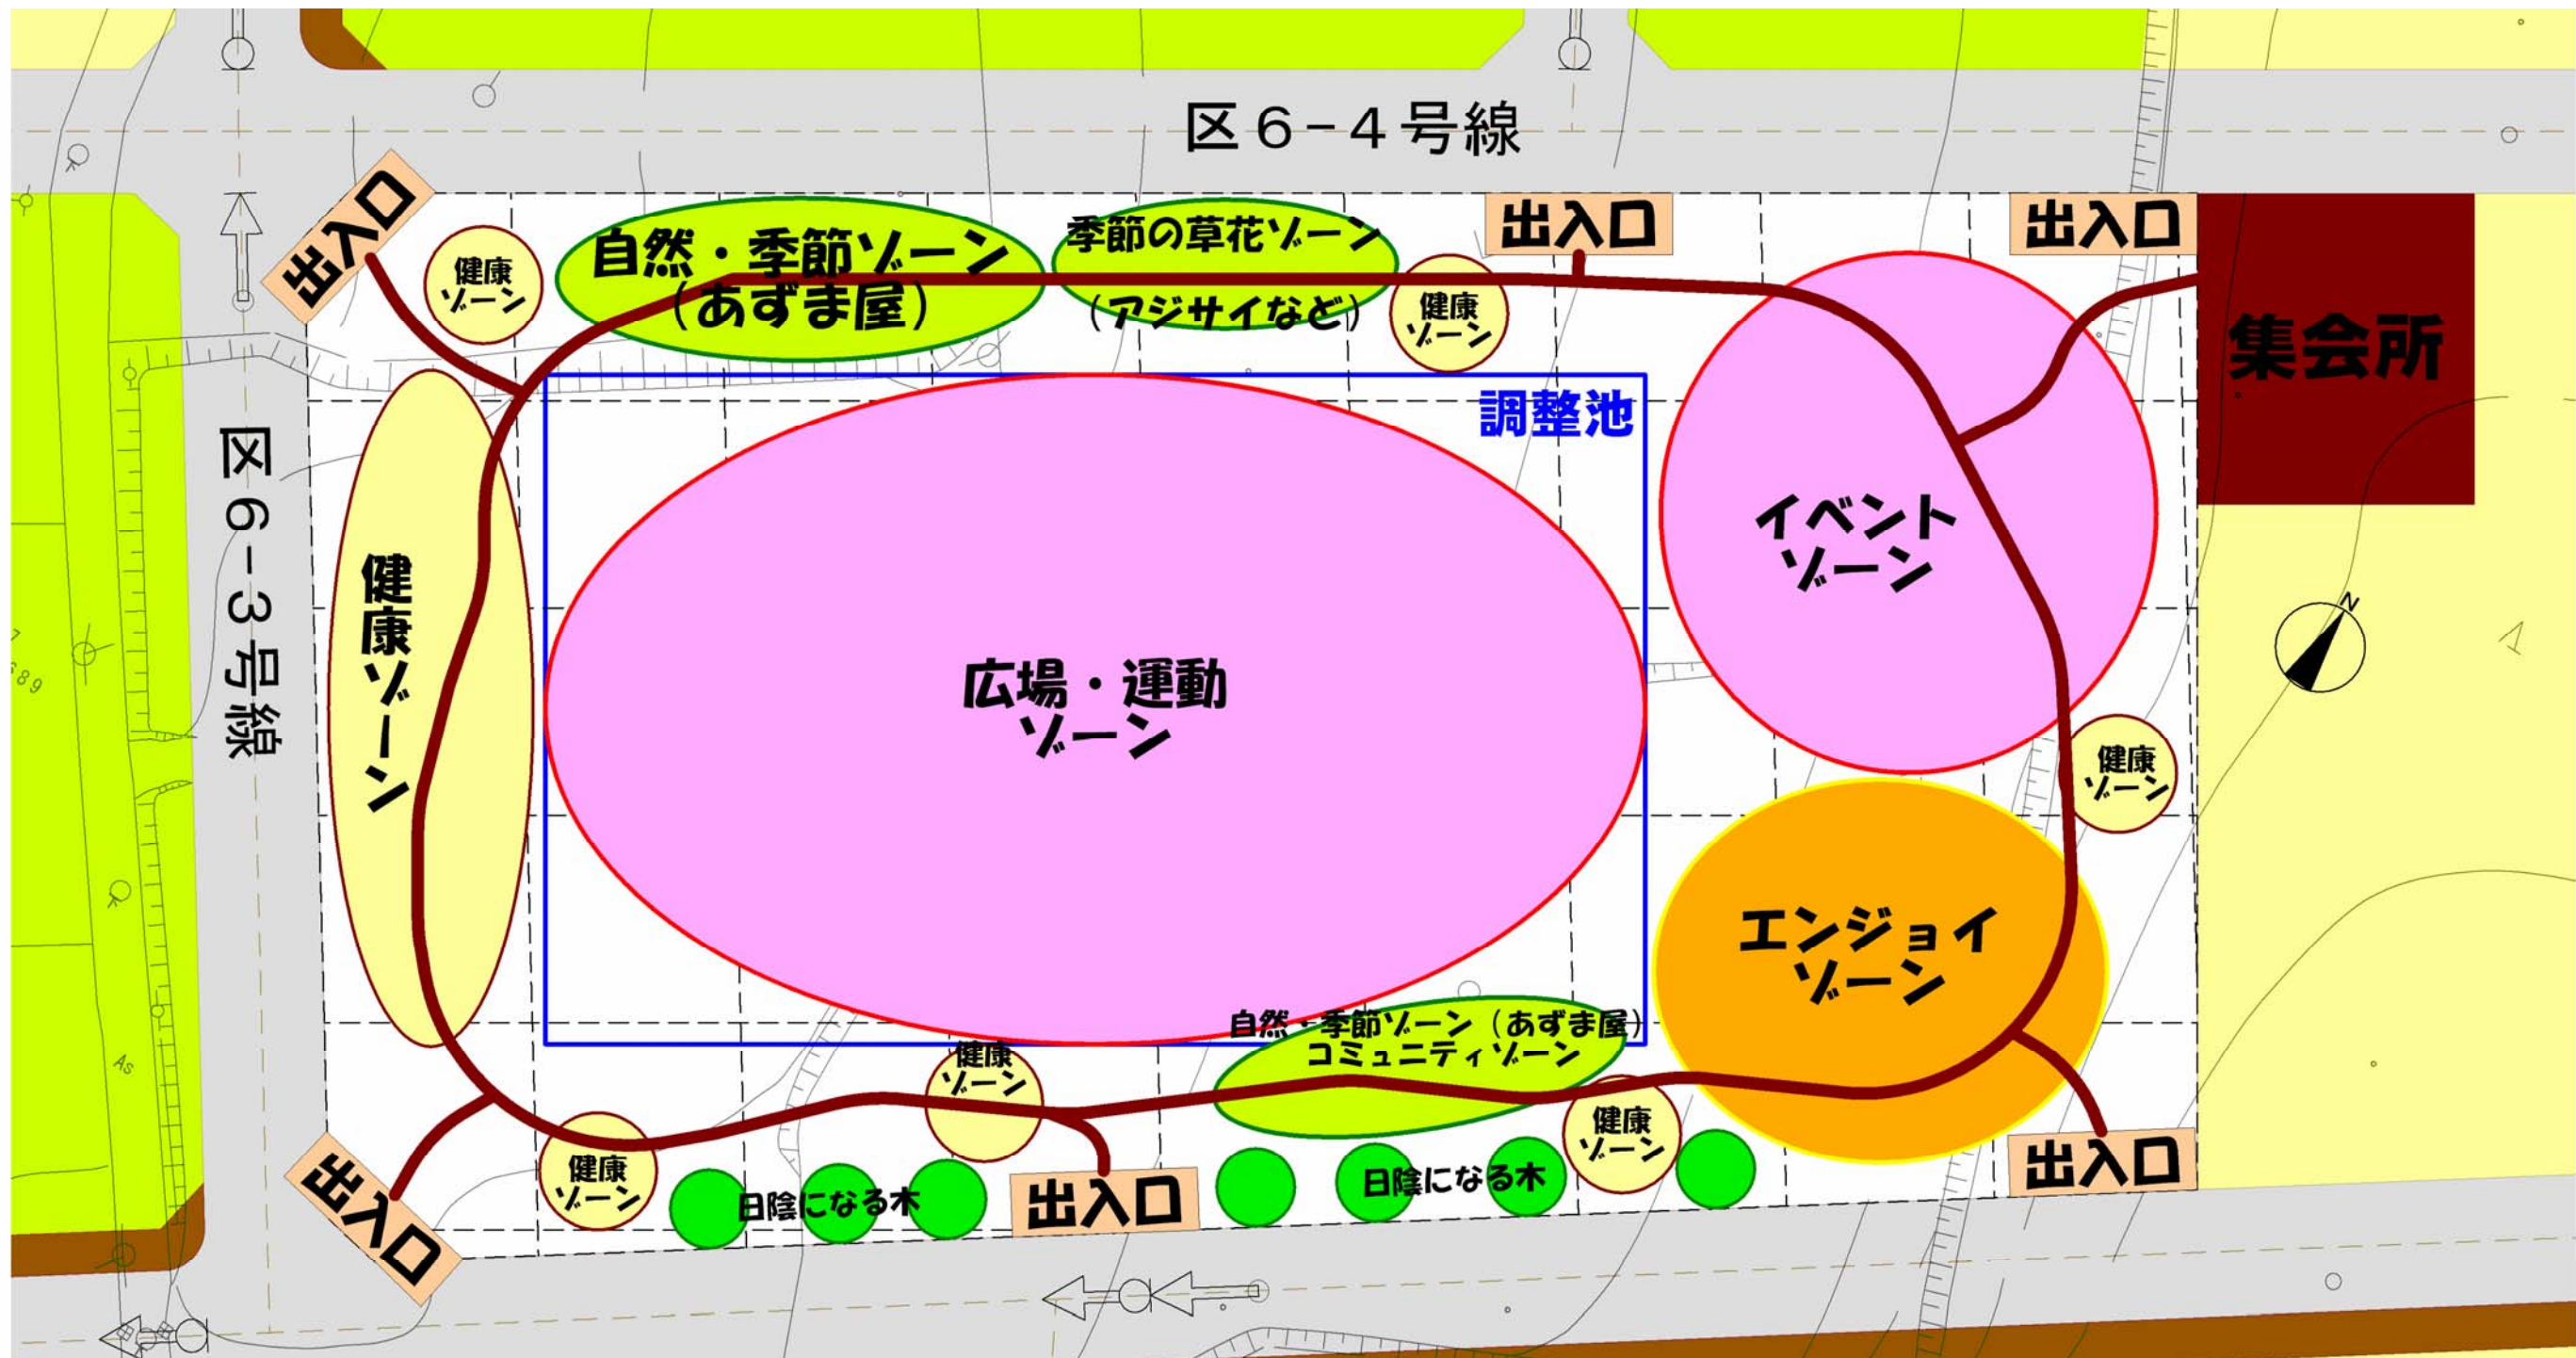 区６-４号線
出入口
健康
ゾーン
自然・季節ゾーン
（あずま屋）
季節の草花ゾーン
（アジサイなど）
健康
ゾーン
出入口
出入口
集会所
調整池
区６-３号線
健康ゾーン
広場・運動
ゾーン
イベント
ゾーン
N
健康
ゾーン
エンジョイ
ゾーン
自然・季節ゾーン（あずま屋）
コミュニティゾーン
健康
ゾーン
健康
ゾーン
健康
ゾーン
日陰になる木
日陰になる木
出入口
出入口
出入口
As